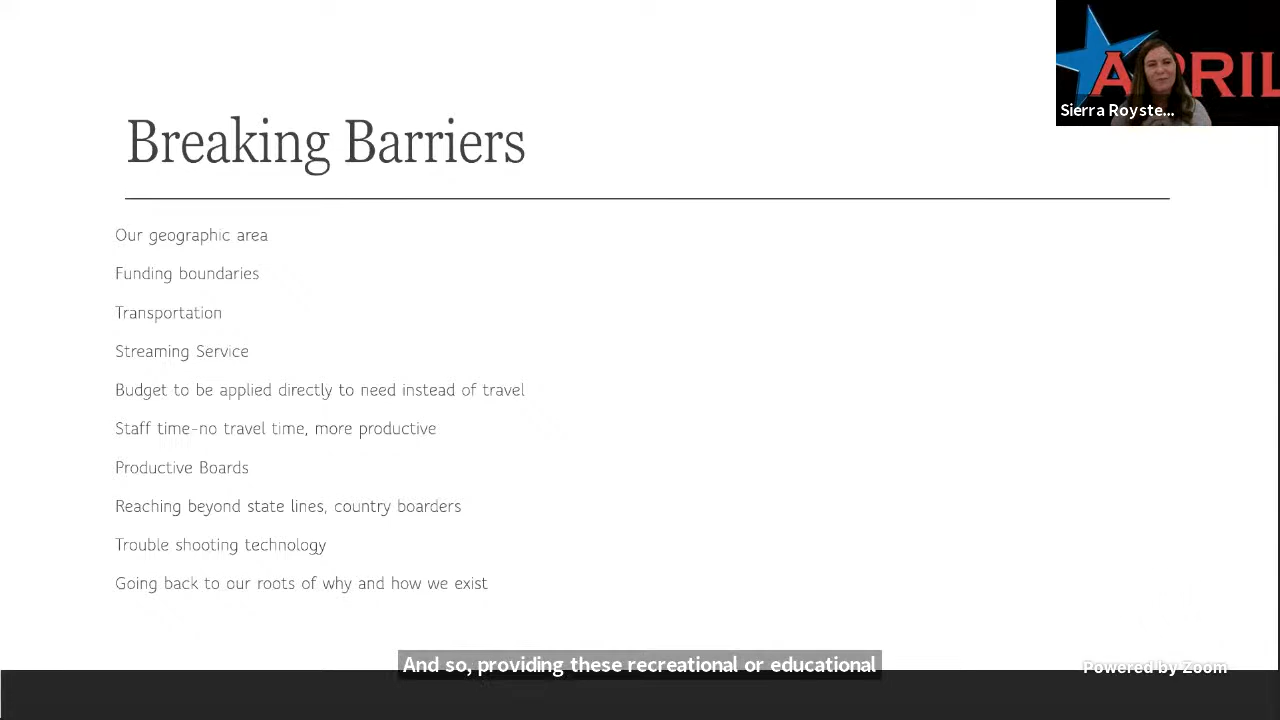 APRIL
Sierra Royste...
Breaking Barriers
Our geographic area
Funding boundaries
Transportation
Streaming Service
Budget to be applied directly to need instead of travel
Staff time-no travel time, more productive
Productive Boards
Reaching beyond state lines, country boarders
Trouble shooting technology
Going back to our roots of why and how we exist
And so, providing these recreational or educational
Powered by Zoom